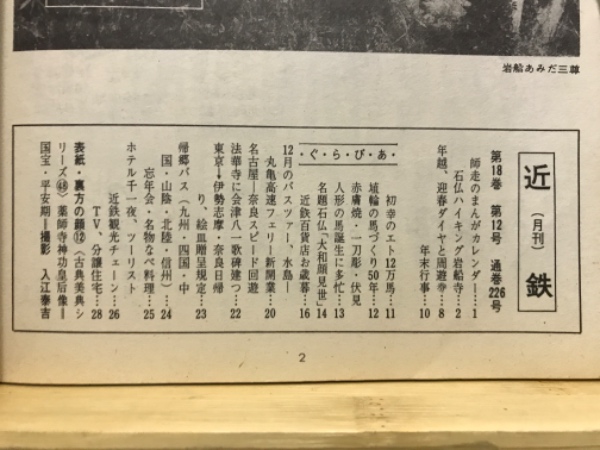 岩船あみだ三尊
近
（月刊）
鉄
第18巻 第12号 通巻226号
師走のまんがカレンダー…1
石仏ハイキング岩船寺…2
年越、迎春ダイヤと周遊寺…8
年末行事…10
あ・び・ら・ぐ
初幸のエト12万馬…11
埴輪の馬づくり50年…12
赤膚焼・一刀彫・伏見
人形の馬誕生に多忙…13
名題石仏「大和顔見世」14
近鉄百貨店お歳暮…16
12月のバスツァー、水島—
丸亀高速フェリー新開業…20
名古屋—奈良スピード回遊
法華寺に会津八一歌碑建つ…22
東京→伊勢志摩・奈良日帰
り、絵皿贈呈規定…23
帰郷バス（九州・四国・中
国・山陰・北陸・信州）…24
忘年会・名物なべ料理…25
ホテル千一夜、ツーリスト
近鉄観光チェーン…26
TV、分譲住宅…28
表紙・裏方の顔⑫（古典美典シ
リーズ㊽）薬師寺神功皇后像＝
国宝・平安期＝撮影 入江泰吉
2